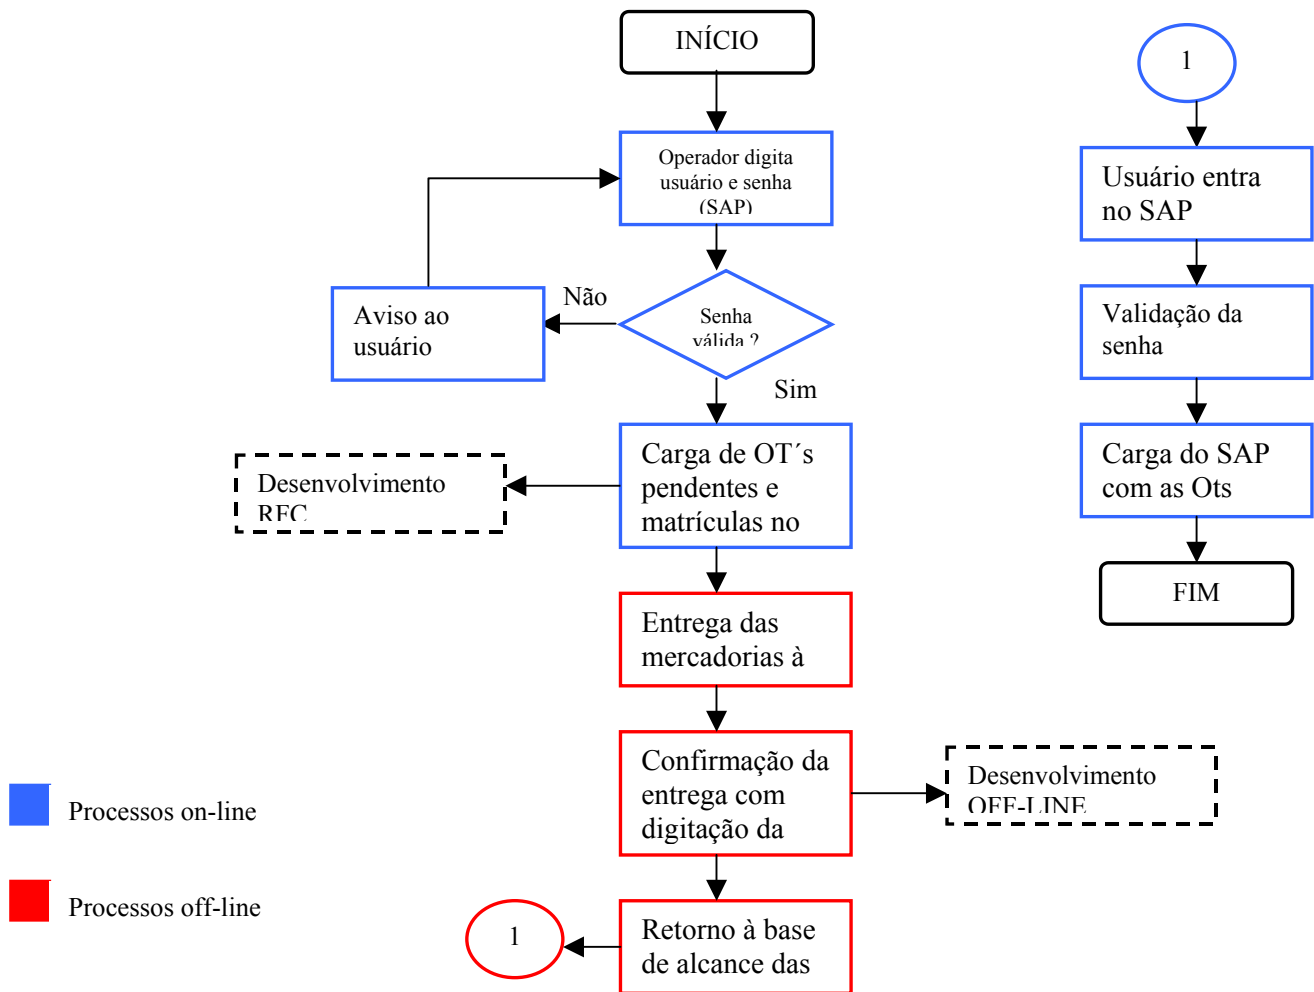 INÍCIO
Operador digita
usuário e senha
(SAP)
Senha
válida ?
Não
Aviso ao
usuário
Sim
Carga de OT´s
pendentes e
matrículas no
Desenvolvimento
RFC
Entrega das
mercadorias à
Confirmação da
entrega com
digitação da
Desenvolvimento
OFF-LINE
Retorno à base
de alcance das
1
1
Usuário entra
no SAP
Validação da
senha
Carga do SAP
com as Ots
FIM
Processos on-line
Processos off-line